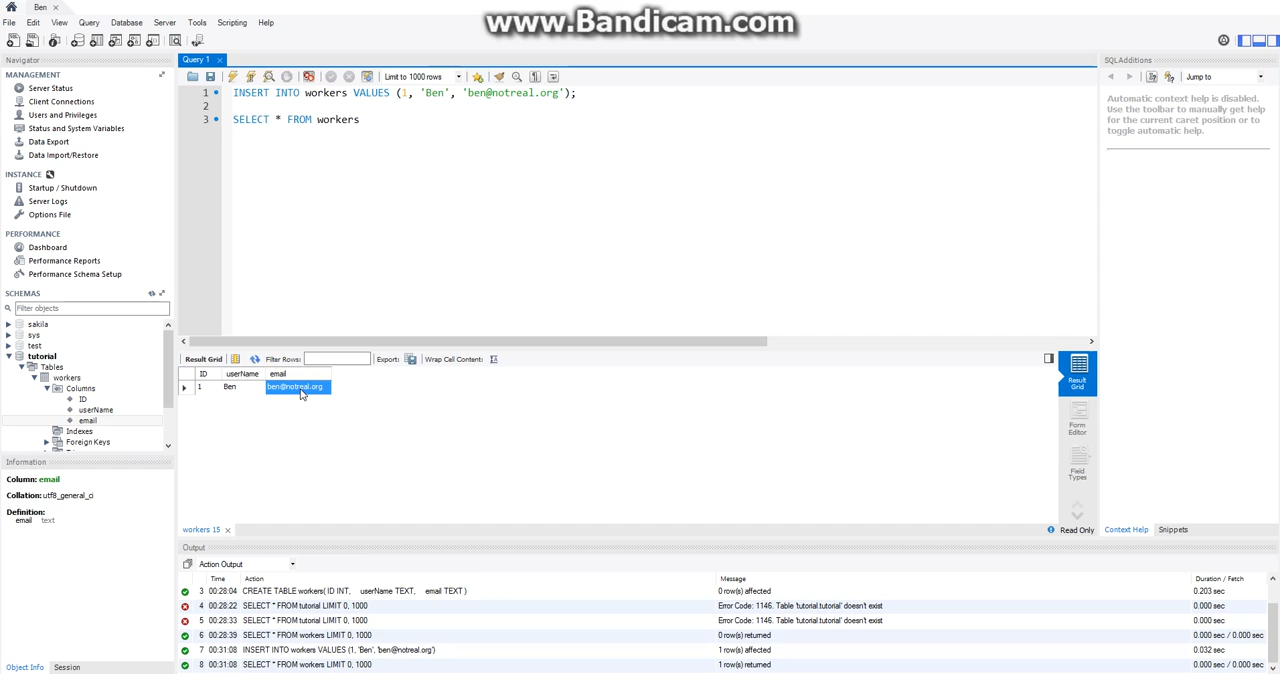 Ben
www.Bandicam.com
File Edit View Query Database Server Tools Scripting Help
Navigator
MANAGEMENT
Server Status
Client Connections
Users and Privileges
Status and System Variables
Data Export
Data Import/Restore
INSTANCE
Startup / Shutdown
Server Logs
Options File
PERFORMANCE
Dashboard
Performance Reports
Performance Schema Setup
SCHEMAS
Filter objects
sakila
sys
test
tutorial
Tables
workers
Columns
ID
userName
email
Indexes
Foreign Keys
Information
Column: email
Collation: utf8_general_ci
Definition:
email text
Object Info Session
Query 1
Limit to 1000 rows
1 INSERT INTO workers VALUES (1, 'Ben', 'ben@notreal.org');
2
3 SELECT * FROM workers
Result Grid Filter Rows: Export: Wrap Cell Content:
ID userName email
1 Ben ben@notreal.org
Result Grid
Form Editor
Field Types
workers 15
Read Only
SQLAdditions
Jump to
Automatic context help is disabled.
Use the toolbar to manually get help
for the current caret position or to
toggle automatic help.
Context Help Snippets
Output
Action Output
Time Action Message Duration / Fetch
3 00:28:04 CREATE TABLE workers( ID INT, userName TEXT, email TEXT ) 0 row(s) affected 0.203 sec
4 00:28:22 SELECT * FROM tutorial LIMIT 0, 1000 Error Code: 1146. Table 'tutorial.tutorial' doesn't exist
5 00:28:33 SELECT * FROM tutorial LIMIT 0, 1000 Error Code: 1146. Table 'tutorial.tutorial' doesn't exist
6 00:28:39 SELECT * FROM workers LIMIT 0, 1000 0 row(s) returned 0.000 sec / 0.000 sec
7 00:31:08 INSERT INTO workers VALUES (1, 'Ben', 'ben@notreal.org') 1 row(s) affected 0.032 sec
8 00:31:08 SELECT * FROM workers LIMIT 0, 1000 1 row(s) returned 0.000 sec / 0.000 sec